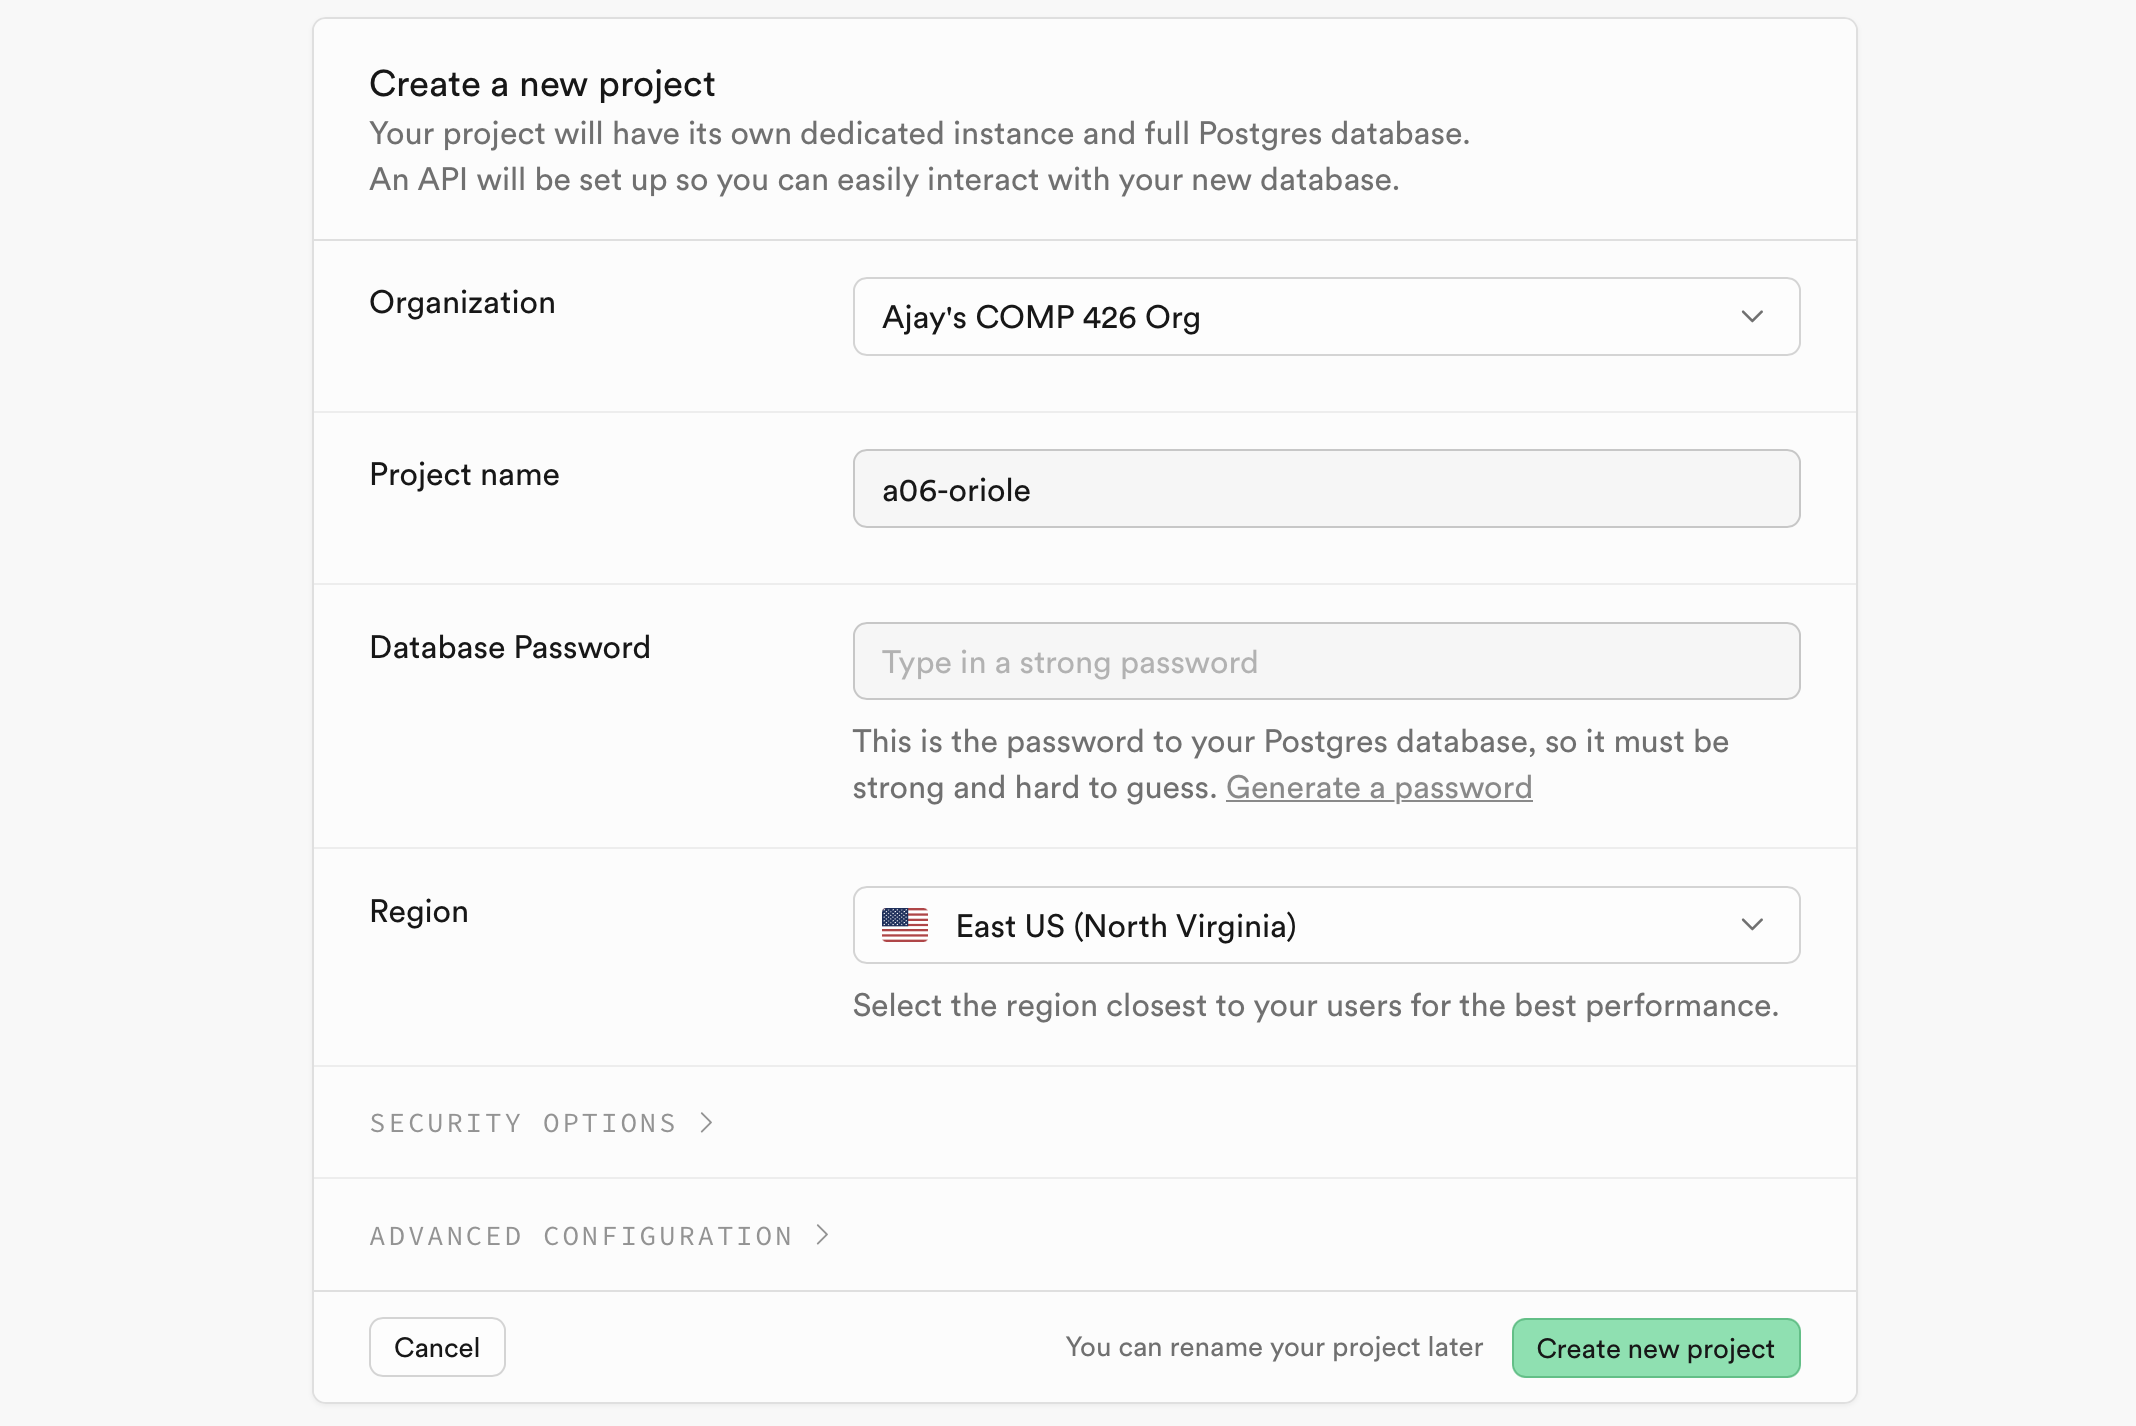 Create a new project
Your project will have its own dedicated instance and full Postgres database.
An API will be set up so you can easily interact with your new database.
Organization
Ajay's COMP 426 Org
Project name
a06-oriole
Database Password
Type in a strong password
This is the password to your Postgres database, so it must be
strong and hard to guess. Generate a password
Region
East US (North Virginia)
Select the region closest to your users for the best performance.
SECURITY OPTIONS
ADVANCED CONFIGURATION
Cancel
You can rename your project later
Create new project